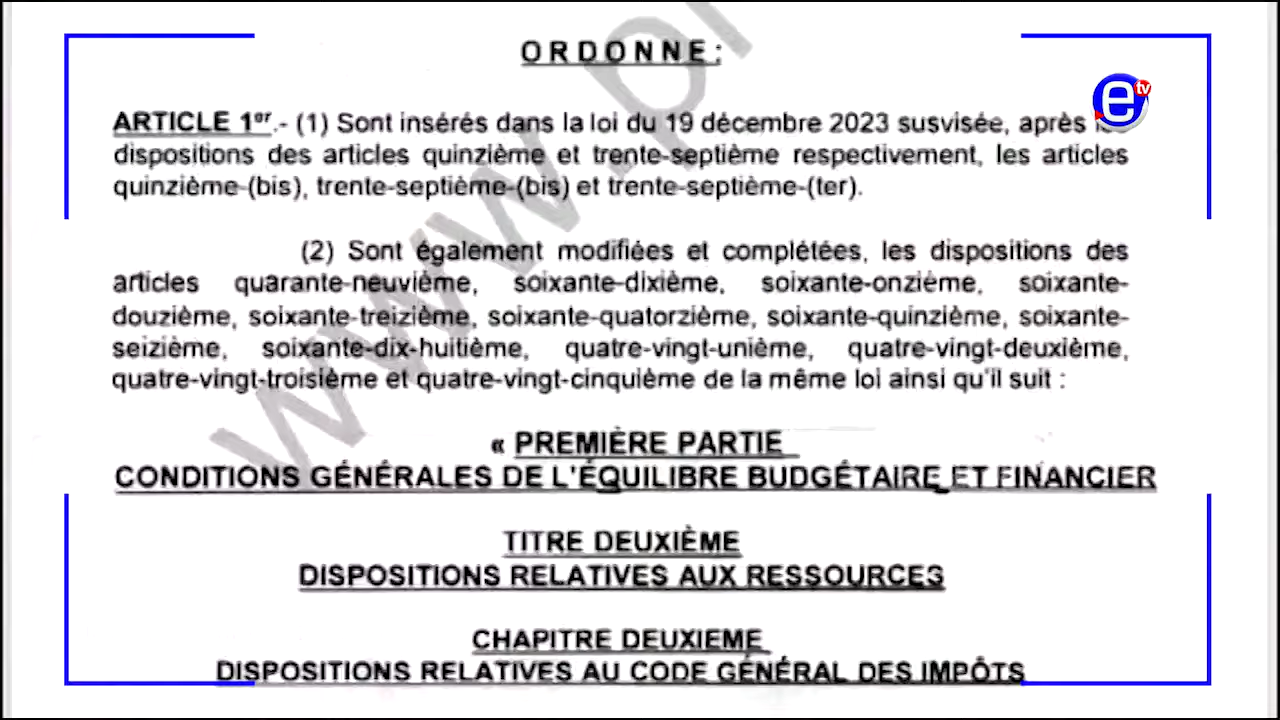 ORDONNE:
e tv
ARTICLE 1er.- (1) Sont insérés dans la loi du 19 décembre 2023 susvisée, après
dispositions des articles quinzième et trente-septième respectivement, les articles
quinzième-(bis), trente-septième-(bis) et trente-septième-(ter).
(2) Sont également modifiées et complétées, les dispositions des
articles quarante-neuvième, soixante-dixième, soixante-onzième, soixante-
douzième, soixante-treizième, soixante-quatorzième, soixante-quinzième, soixante-
seizième, soixante-dix-huitième, quatre-vingt-unième, quatre-vingt-deuxième,
quatre-vingt-troisième et quatre-vingt-cinquième de la même loi ainsi qu'il suit :
« PREMIÈRE PARTIE
CONDITIONS GÉNÉRALES DE L'ÉQUILIBRE BUDGÉTAIRE ET FINANCIER
TITRE DEUXIÈME
DISPOSITIONS RELATIVES AUX RESSOURCES
CHAPITRE DEUXIEME
DISPOSITIONS RELATIVES AU CODE GÉNÉRAL DES IMPÔTS
www.pr